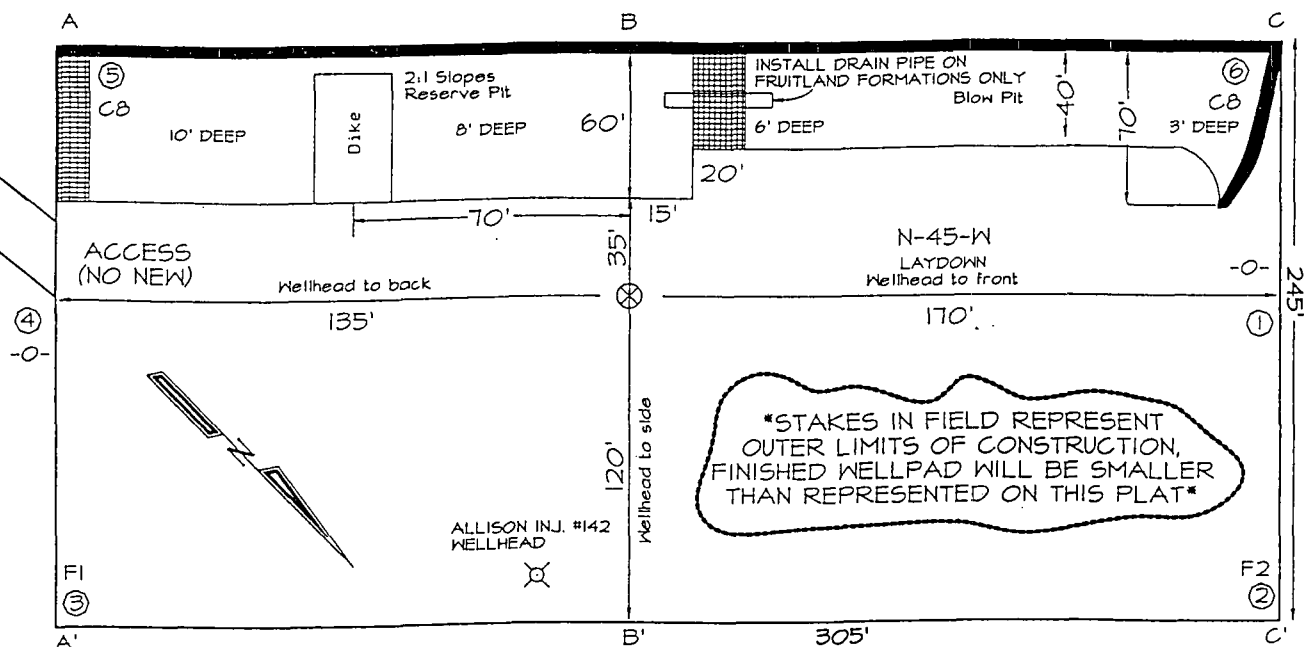 A
B
C
⑤
C8
10' DEEP
Dike
2:1 Slopes
Reserve Pit
8' DEEP
60'
INSTALL DRAIN PIPE ON
FRUITLAND FORMATIONS ONLY
Blow Pit
6' DEEP
40'
70'
⑥
C8
3' DEEP
20'
70'
15'
35'
ACCESS
(NO NEW)
N-45-W
LAYDOWN
Wellhead to front
-0-
Wellhead to back
135'
170'
245'
④
-0-
①
N
120'
Wellhead to side
*STAKES IN FIELD REPRESENT
OUTER LIMITS OF CONSTRUCTION,
FINISHED WELLPAD WILL BE SMALLER
THAN REPRESENTED ON THIS PLAT*
ALLISON INJ. #142
WELLHEAD
F1
③
F2
②
A'
B'
305'
C'